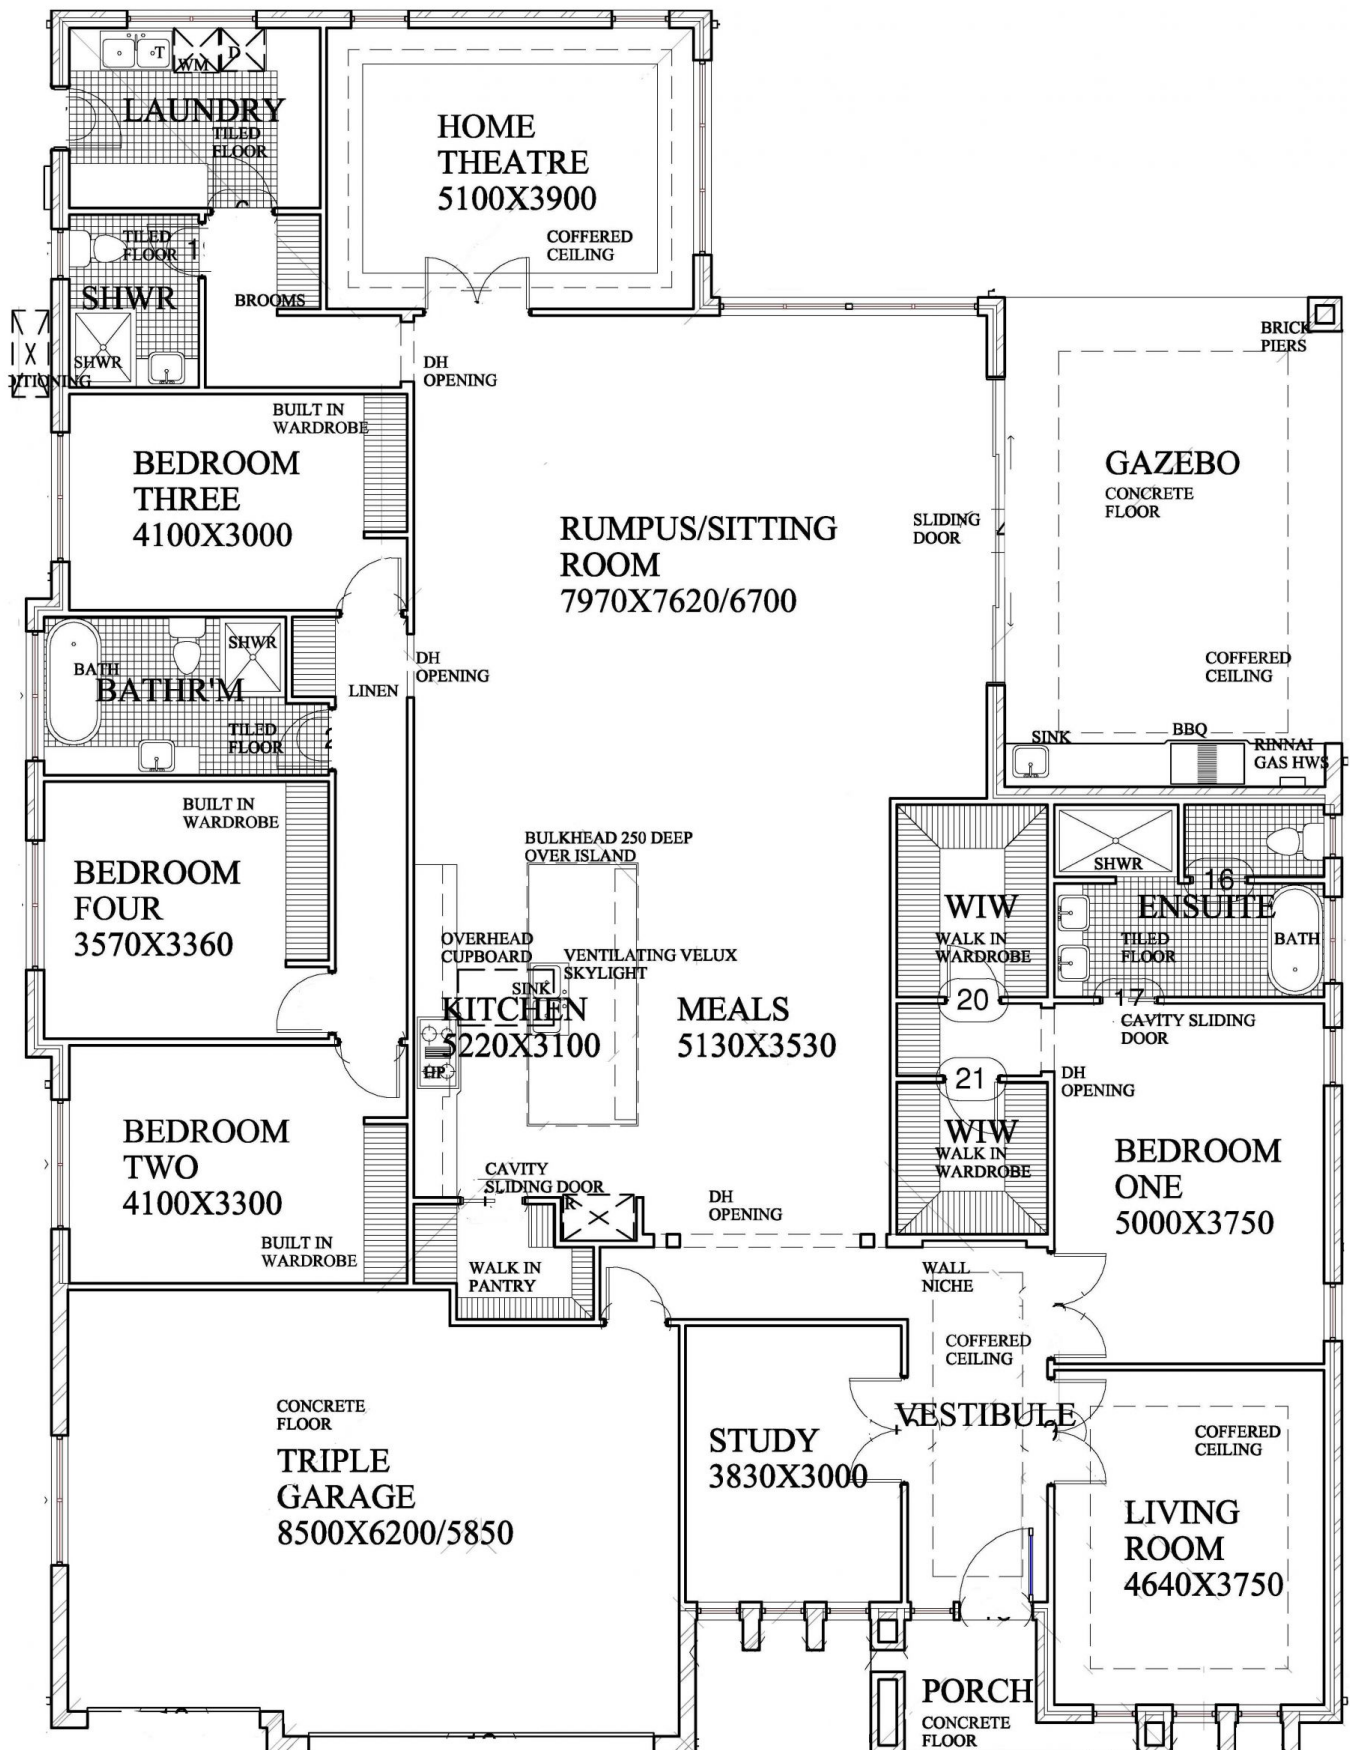 T
WM
D
LAUNDRY
TILED
FLOOR
HOME
THEATRE
5100X3900
COFFERED
CEILING
TILED
FLOOR
SHWR
SHWR
BROOMS
DH
OPENING
BRICK
PIERS
BUILT IN
WARDROBE
BEDROOM
THREE
4100X3000
RUMPUS/SITTING
ROOM
7970X7620/6700
SLIDING
DOOR
GAZEBO
CONCRETE
FLOOR
COFFERED
CEILING
SHWR
BATH
BATHR'M
TILED
FLOOR
LINEN
DH
OPENING
SINK
BBQ
RINNAI
GAS HWS
BUILT IN
WARDROBE
BEDROOM
FOUR
3570X3360
BULKHEAD 250 DEEP
OVER ISLAND
OVERHEAD
CUPBOARD
VENTILATING VELUX
SKYLIGHT
SINK
KITCHEN
5220X3100
HP
MEALS
5130X3530
WIW
WALK IN
WARDROBE
20
21
WIW
WALK IN
WARDROBE
SHWR
16
ENSUITE
TILED
FLOOR
BATH
17
CAVITY SLIDING
DOOR
DH
OPENING
BEDROOM
ONE
5000X3750
BEDROOM
TWO
4100X3300
BUILT IN
WARDROBE
CAVITY
SLIDING DOOR
R
WALK IN
PANTRY
DH
OPENING
WALL
NICHE
COFFERED
CEILING
VESTIBULE
CONCRETE
FLOOR
TRIPLE
GARAGE
8500X6200/5850
STUDY
3830X3000
COFFERED
CEILING
LIVING
ROOM
4640X3750
PORCH
CONCRETE
FLOOR